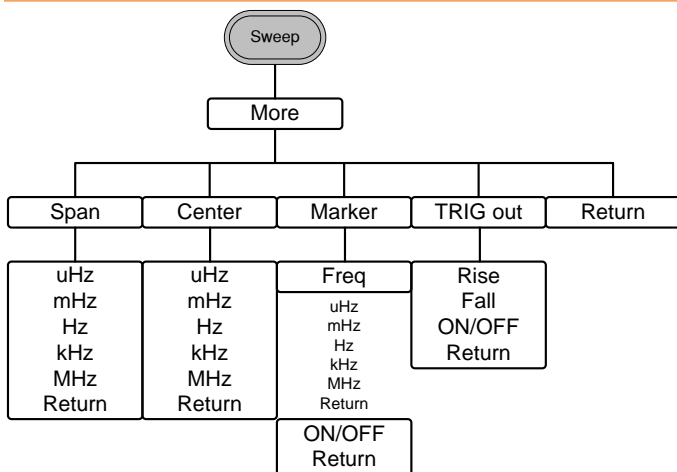 Sweep
More
Span
Center
Marker
TRIG out
Return
uHz
mHz
Hz
kHz
MHz
Return
uHz
mHz
Hz
kHz
MHz
Return
Freq
uHz
mHz
Hz
kHz
MHz
Return
ON/OFF
Return
Rise
Fall
ON/OFF
Return